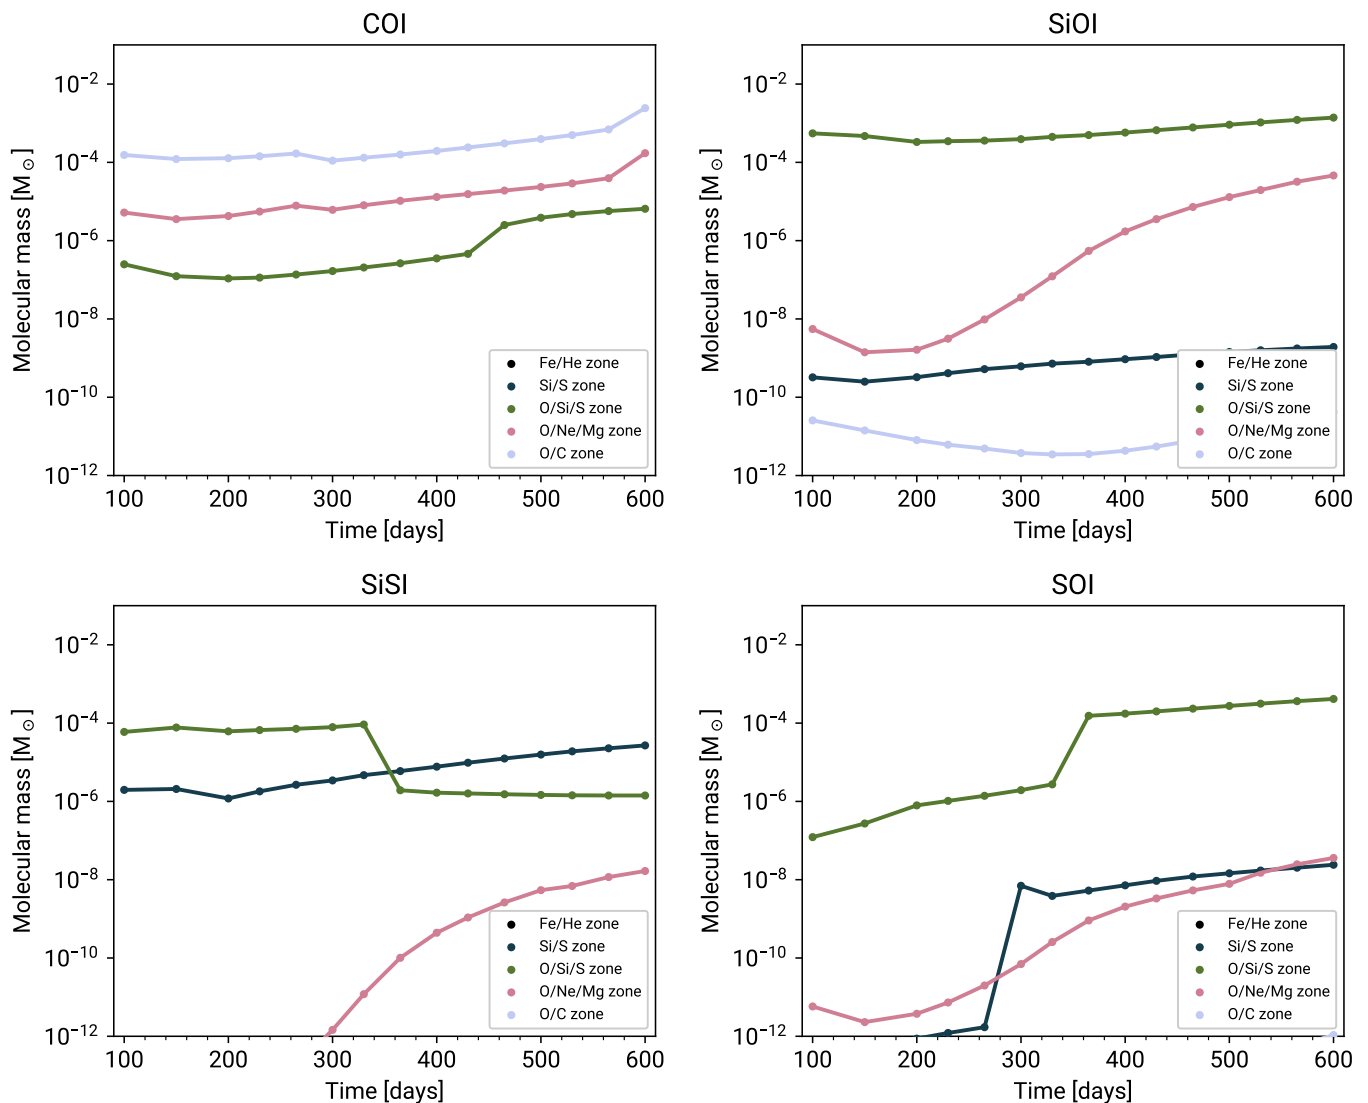 COI
Molecular mass [M⊙]
10−2
10−4
10−6
10−8
10−10
10−12
100 200 300 400 500 600
Time [days]
Fe/He zone
Si/S zone
O/Si/S zone
O/Ne/Mg zone
O/C zone
SiOI
Molecular mass [M⊙]
10−2
10−4
10−6
10−8
10−10
10−12
100 200 300 400 500 600
Time [days]
Fe/He zone
Si/S zone
O/Si/S zone
O/Ne/Mg zone
O/C zone
SiSI
Molecular mass [M⊙]
10−2
10−4
10−6
10−8
10−10
10−12
100 200 300 400 500 600
Time [days]
Fe/He zone
Si/S zone
O/Si/S zone
O/Ne/Mg zone
O/C zone
SOI
Molecular mass [M⊙]
10−2
10−4
10−6
10−8
10−10
10−12
100 200 300 400 500 600
Time [days]
Fe/He zone
Si/S zone
O/Si/S zone
O/Ne/Mg zone
O/C zone